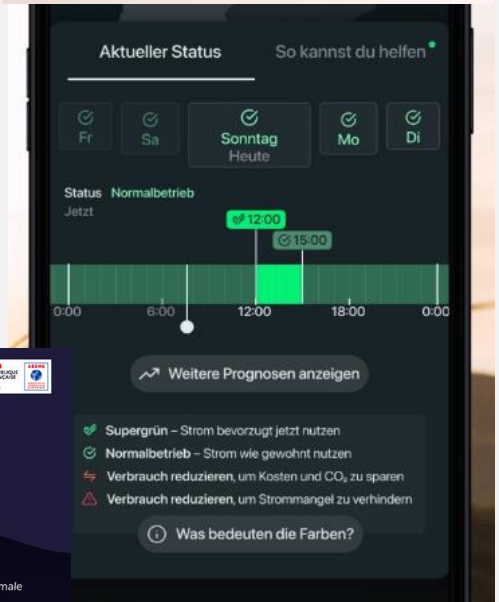 Aktueller Status
So kannst du helfen
Fr
Sa
Sonntag
Heute
Mo
Di
Status Normalbetrieb
Jetzt
12:00
15:00
0:00 6:00 12:00 18:00 0:00
Weitere Prognosen anzeigen
Supergrün – Strom bevorzugt jetzt nutzen
Normalbetrieb – Strom wie gewohnt nutzen
Verbrauch reduzieren, um Kosten und CO₂ zu sparen
Verbrauch reduzieren, um Strommangel zu verhindern
Was bedeuten die Farben?
ADEME
male